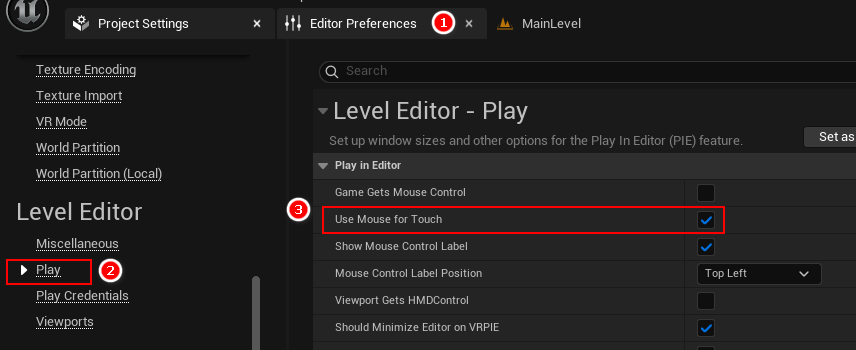 Project Settings
Editor Preferences
1
MainLevel
Texture Encoding
Texture Import
VR Mode
World Partition
World Partition (Local)
Level Editor
Miscellaneous
Play
2
Play Credentials
Viewports
Search
Level Editor - Play
Set up window sizes and other options for the Play In Editor (PIE) feature.
Set as
Play in Editor
Game Gets Mouse Control
3
Use Mouse for Touch
Show Mouse Control Label
Mouse Control Label Position
Top Left
Viewport Gets HMDControl
Should Minimize Editor on VRPIE